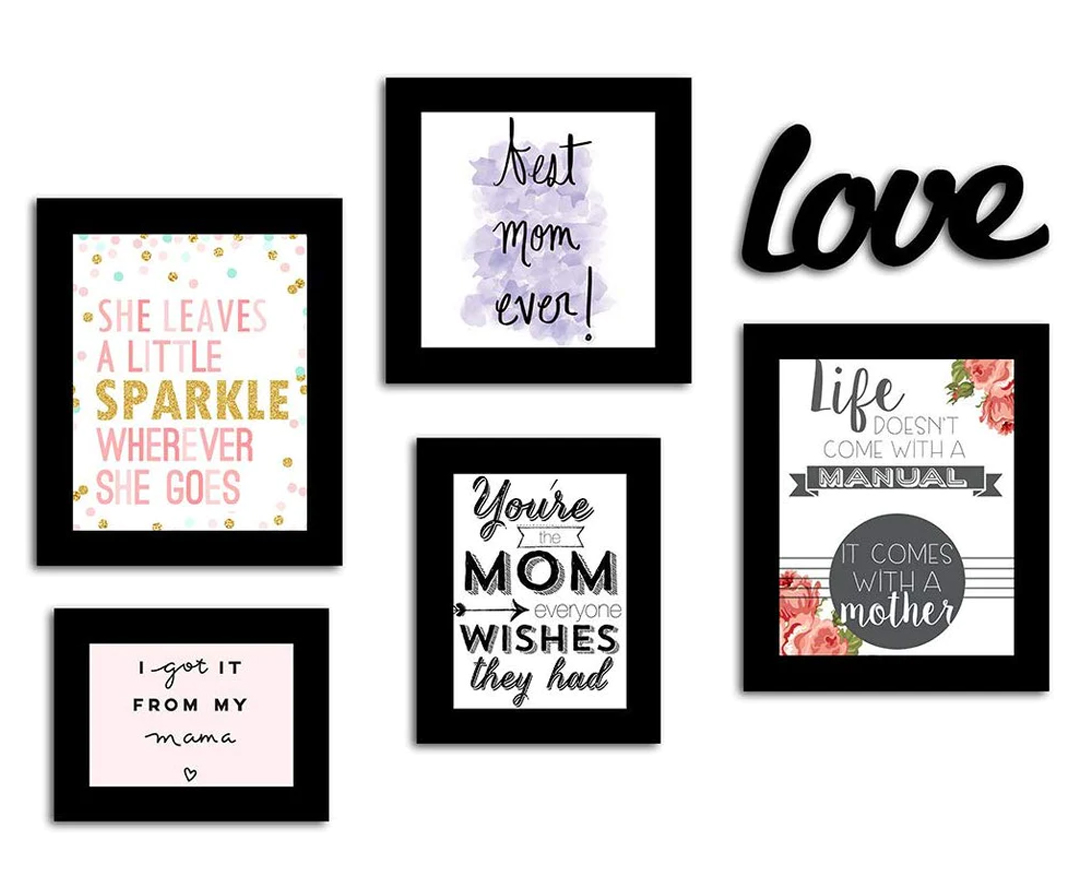 SHE LEAVES
A LITTLE
SPARKLE
WHEREVER
SHE GOES
best
mom
ever!
love
I got IT
FROM MY
mama
You're
the
MOM
everyone
WISHES
they had
Life
DOESN'T
COME WITH A
MANUAL
IT COMES
WITH A
mother